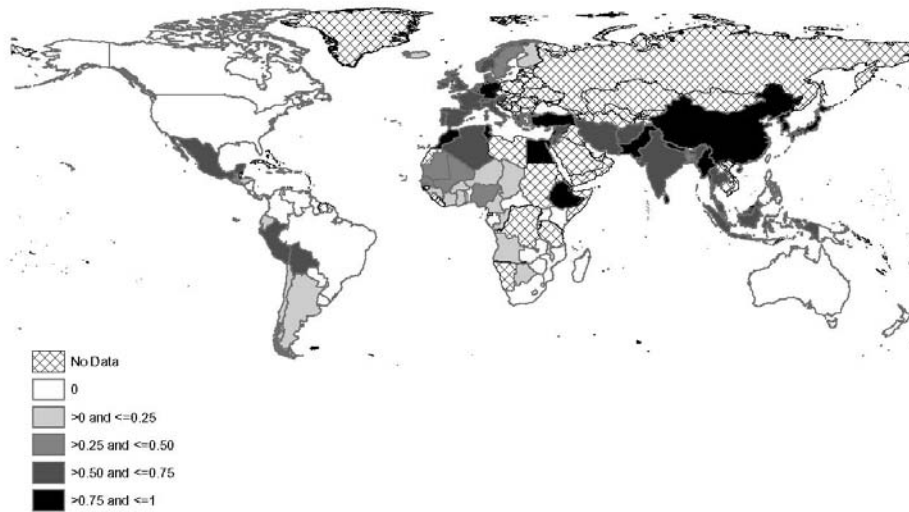 No Data
0
>0 and <=0.25
>0.25 and <=0.50
>0.50 and <=0.75
>0.75 and <=1